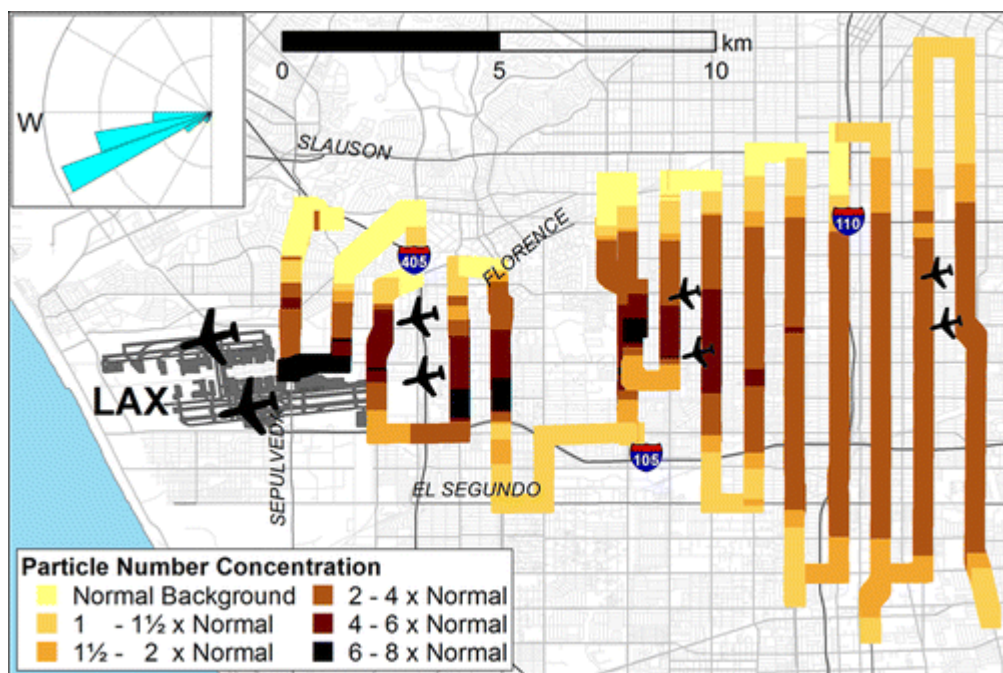 W
km
0 5 10
SLAUSON
110
FLORENCE
405
LAX
SEPULVEDA
105
EL SEGUNDO
Particle Number Concentration
Normal Background
1 - 1½ x Normal
1½ - 2 x Normal
2 - 4 x Normal
4 - 6 x Normal
6 - 8 x Normal